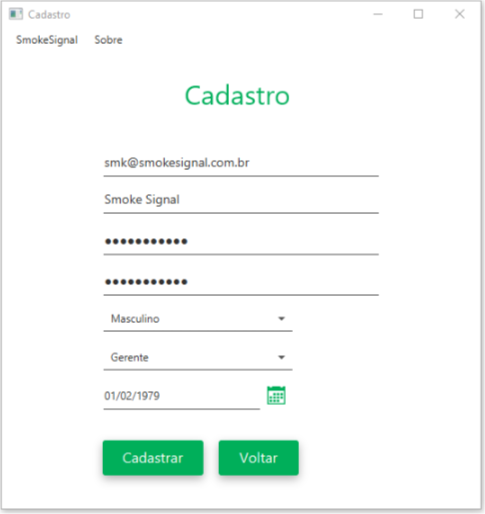 Cadastro
SmokeSignal Sobre
Cadastro
smk@smokesignal.com.br
Smoke Signal
●●●●●●●●●●●
●●●●●●●●●●●
Masculino
Gerente
01/02/1979
Cadastrar Voltar